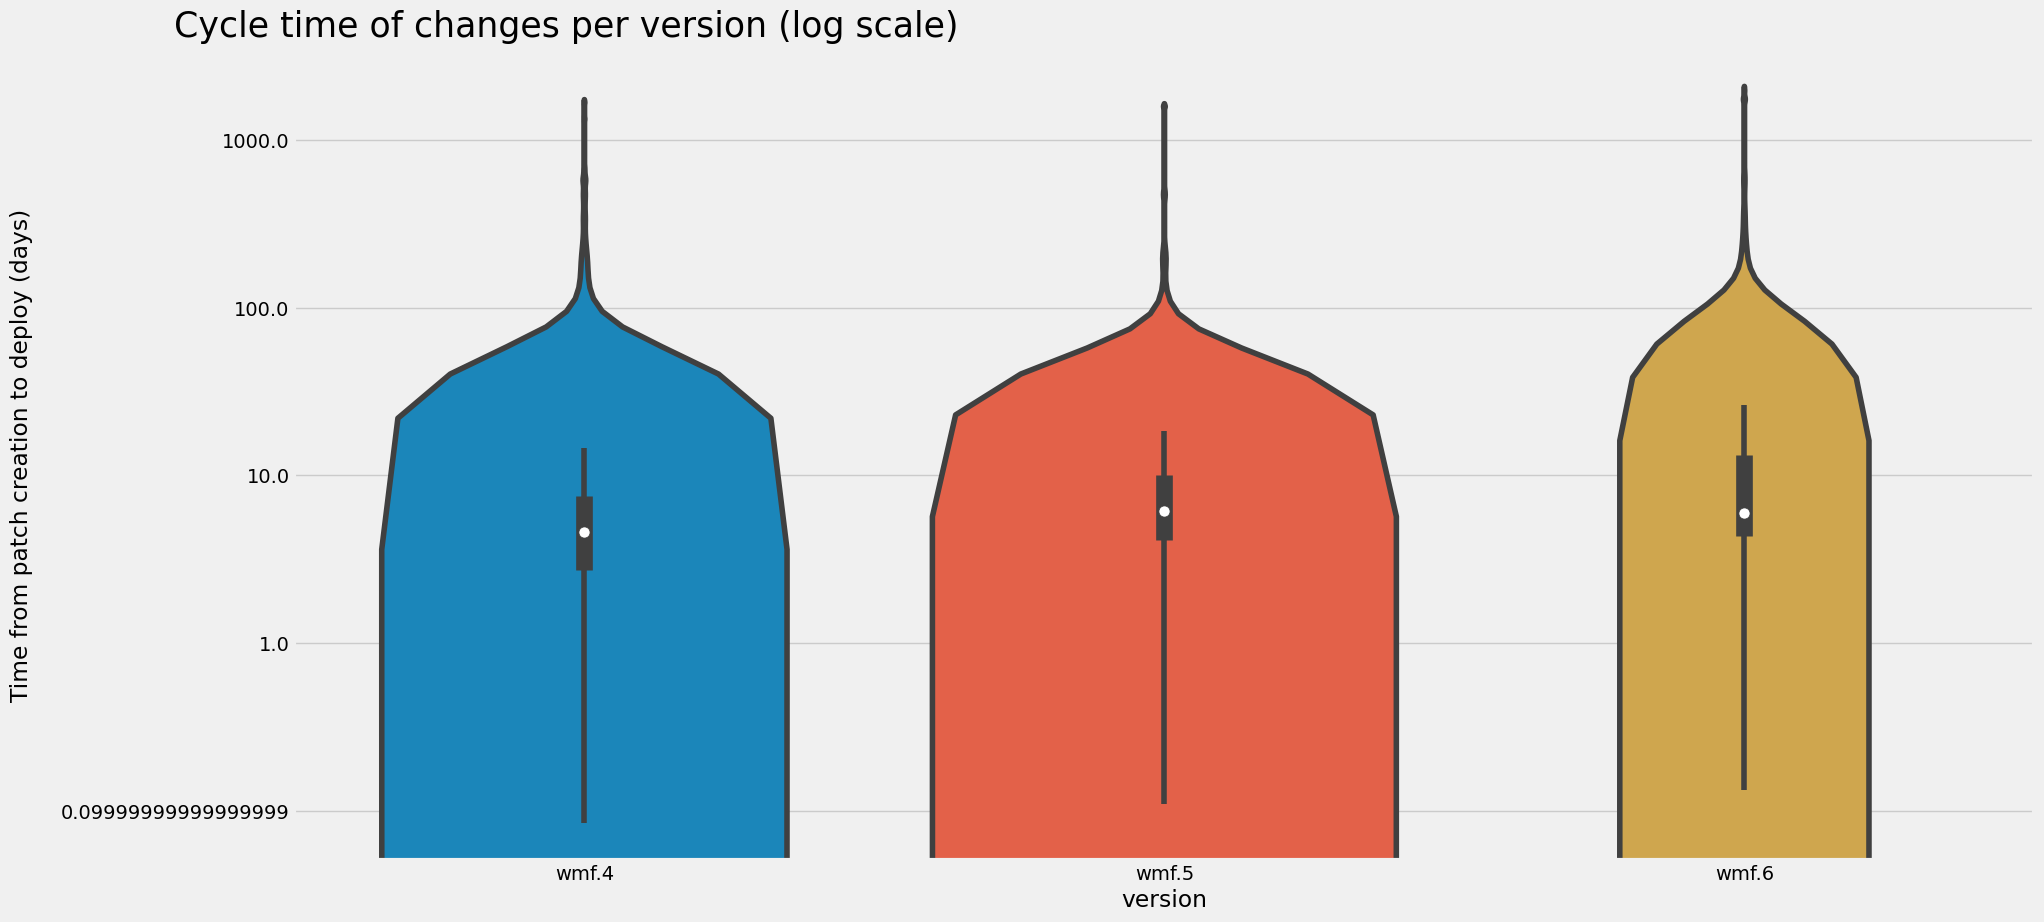 Cycle time of changes per version (log scale)
Time from patch creation to deploy (days)
1000.0
100.0
10.0
1.0
0.09999999999999999
wmf.4 wmf.5 wmf.6
version